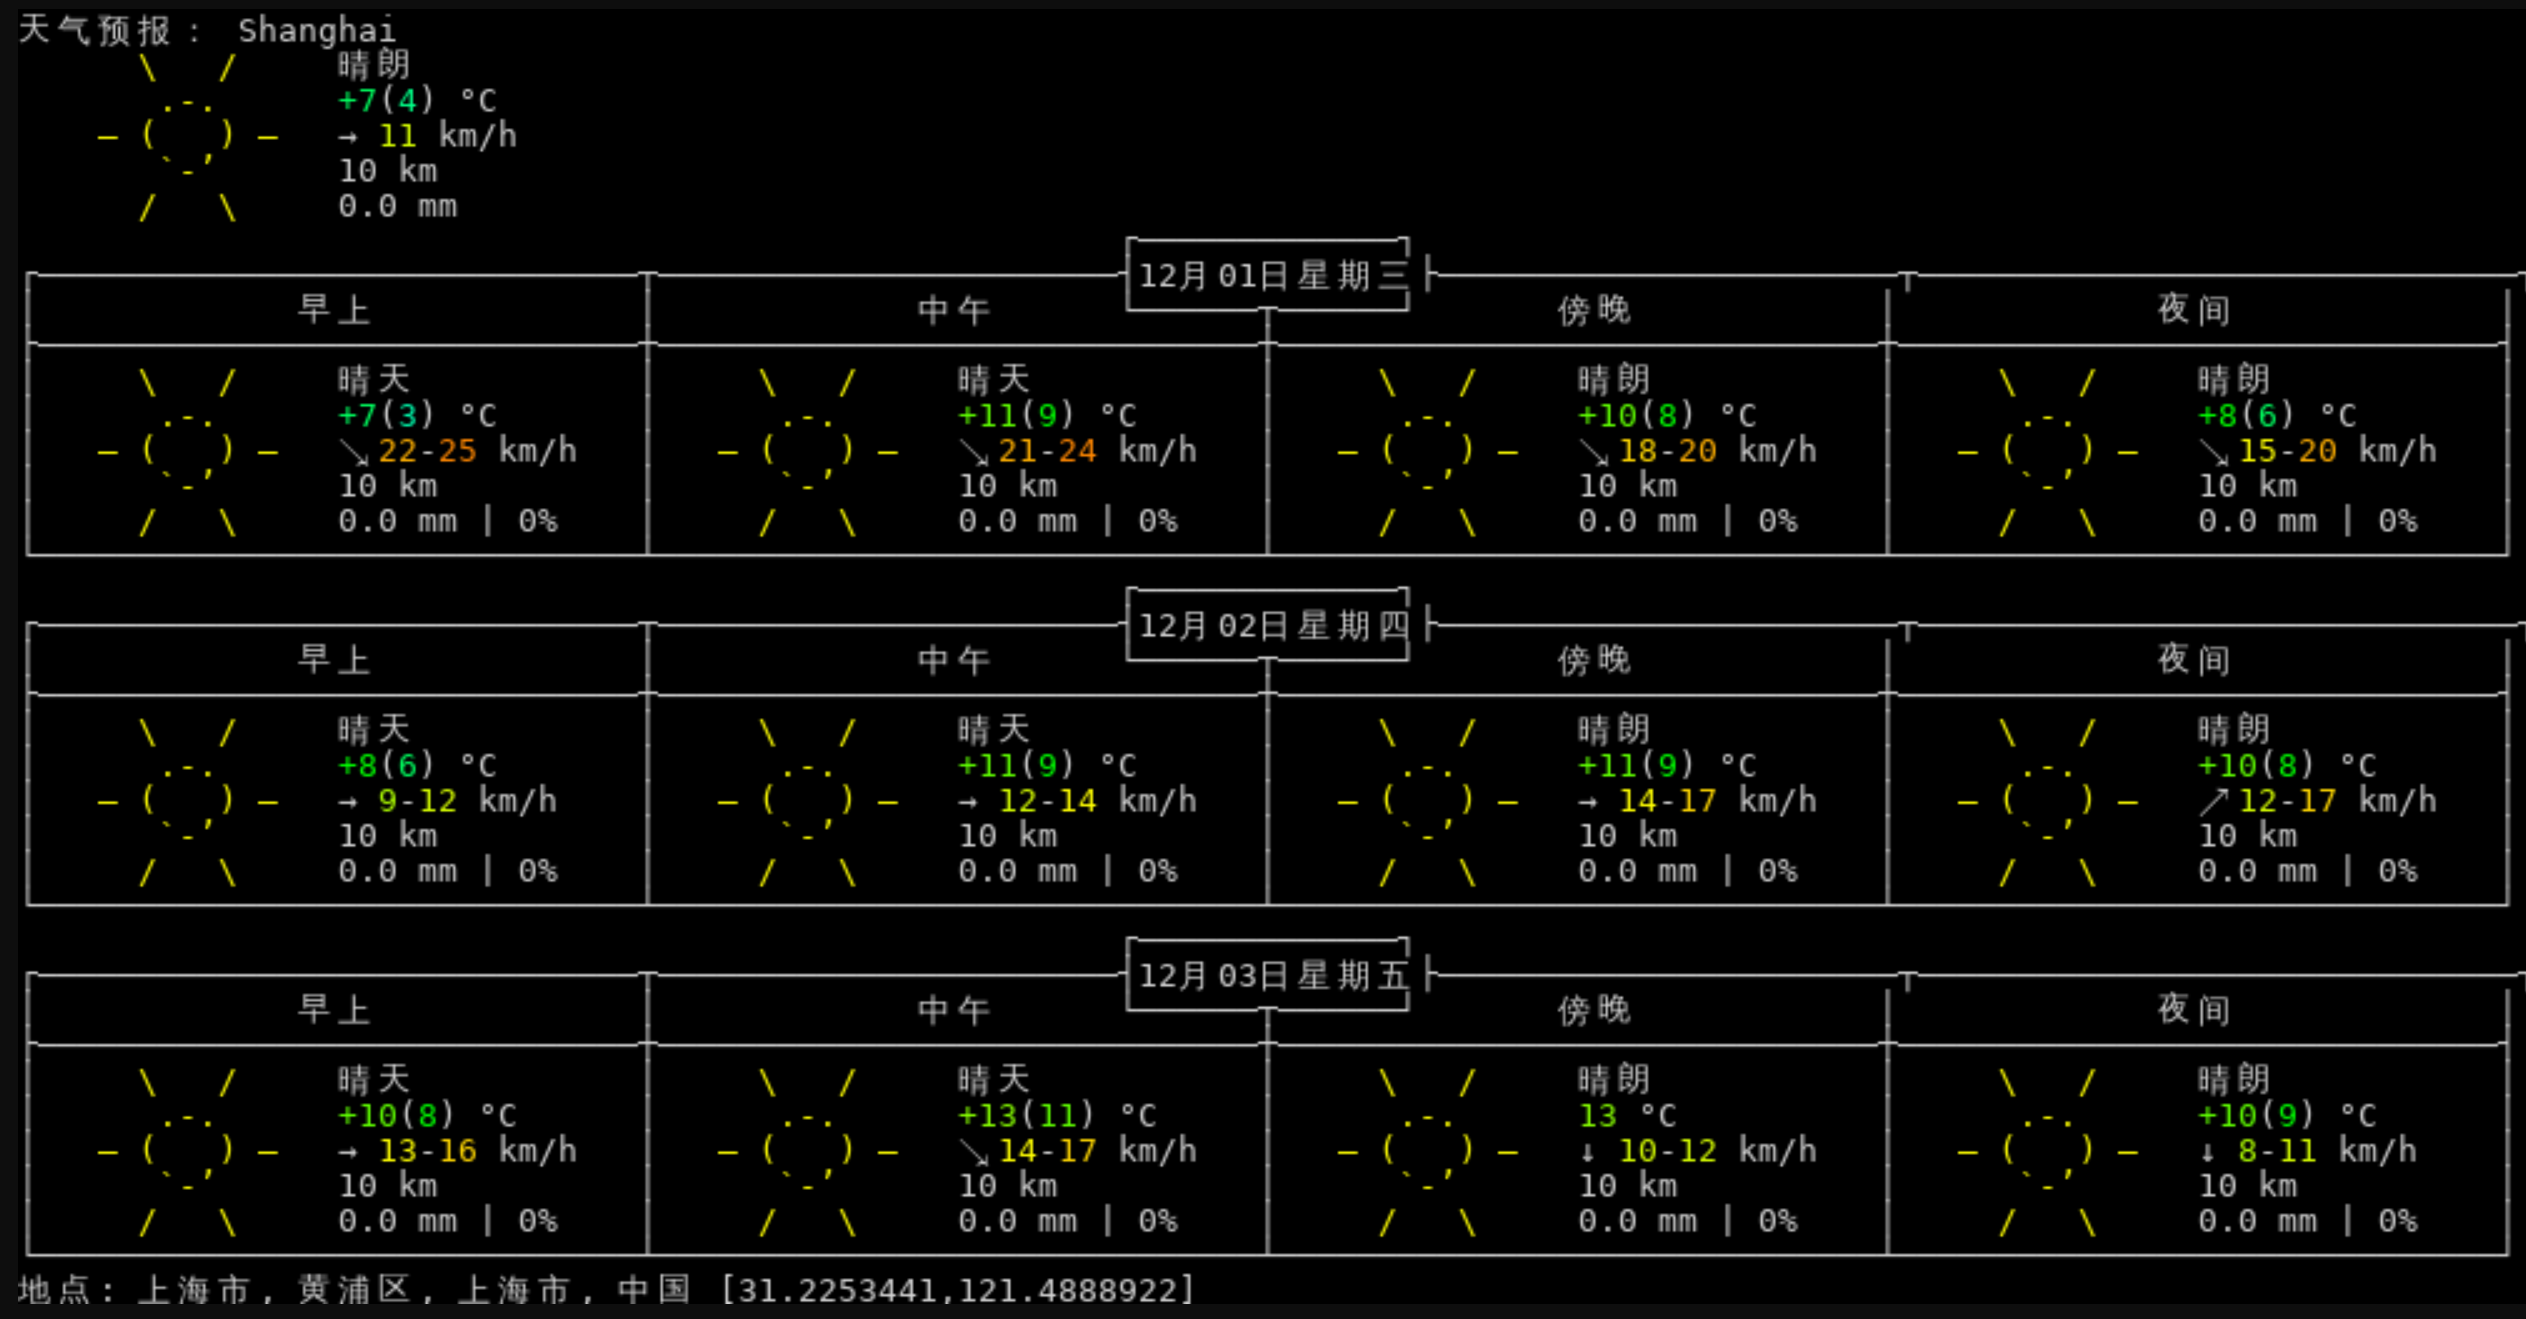 天气预报： Shanghai
晴朗
+7(4) °C
→ 11 km/h
10 km
0.0 mm
12月01日星期三
早上 中午 傍晚 夜间
晴天 晴天 晴朗 晴朗
+7(3) °C +11(9) °C +10(8) °C +8(6) °C
↘ 22-25 km/h ↘ 21-24 km/h ↘ 18-20 km/h ↘ 15-20 km/h
10 km 10 km 10 km 10 km
0.0 mm | 0% 0.0 mm | 0% 0.0 mm | 0% 0.0 mm | 0%
12月02日星期四
早上 中午 傍晚 夜间
晴天 晴天 晴朗 晴朗
+8(6) °C +11(9) °C +11(9) °C +10(8) °C
→ 9-12 km/h → 12-14 km/h → 14-17 km/h ↗ 12-17 km/h
10 km 10 km 10 km 10 km
0.0 mm | 0% 0.0 mm | 0% 0.0 mm | 0% 0.0 mm | 0%
12月03日星期五
早上 中午 傍晚 夜间
晴天 晴天 晴朗 晴朗
+10(8) °C +13(11) °C 13 °C +10(9) °C
→ 13-16 km/h ↘ 14-17 km/h ↓ 10-12 km/h ↓ 8-11 km/h
10 km 10 km 10 km 10 km
0.0 mm | 0% 0.0 mm | 0% 0.0 mm | 0% 0.0 mm | 0%
地点: 上海市, 黄浦区, 上海市, 中国 [31.2253441,121.4888922]